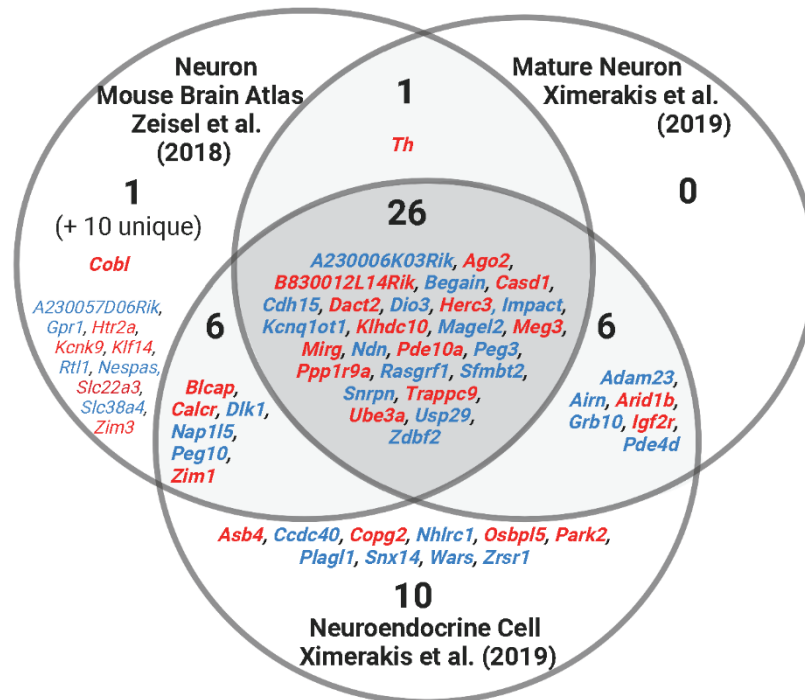 Neuron
Mouse Brain Atlas
Zeisel et al.
(2018)
1
(+ 10 unique)
Cobl
A230057D06Rik,
Gpr1, Htr2a,
Kcnk9, Klf14,
Rtl1, Nespas,
Slc22a3,
Slc38a4,
Zim3
1
Th
Mature Neuron
Ximerakis et al.
(2019)
0
26
A230006K03Rik, Ago2,
B830012L14Rik, Begain, Casd1,
Cdh15, Dact2, Dio3, Herc3, Impact,
Kcnq1ot1, Klhdc10, Magel2, Meg3,
Mirg, Ndn, Pde10a, Peg3,
Ppp1r9a, Rasgrf1, Sfmbt2,
Snrpn, Trappc9,
Ube3a, Usp29,
Zdbf2
6
Blcap,
Calcr, Dlk1,
Nap1l5,
Peg10,
Zim1
6
Adam23,
Airn, Arid1b,
Grb10, Igf2r,
Pde4d
Asb4, Ccdc40, Copg2, Nhlrc1, Osbpl5, Park2,
Plagl1, Snx14, Wars, Zrsr1
10
Neuroendocrine Cell
Ximerakis et al. (2019)